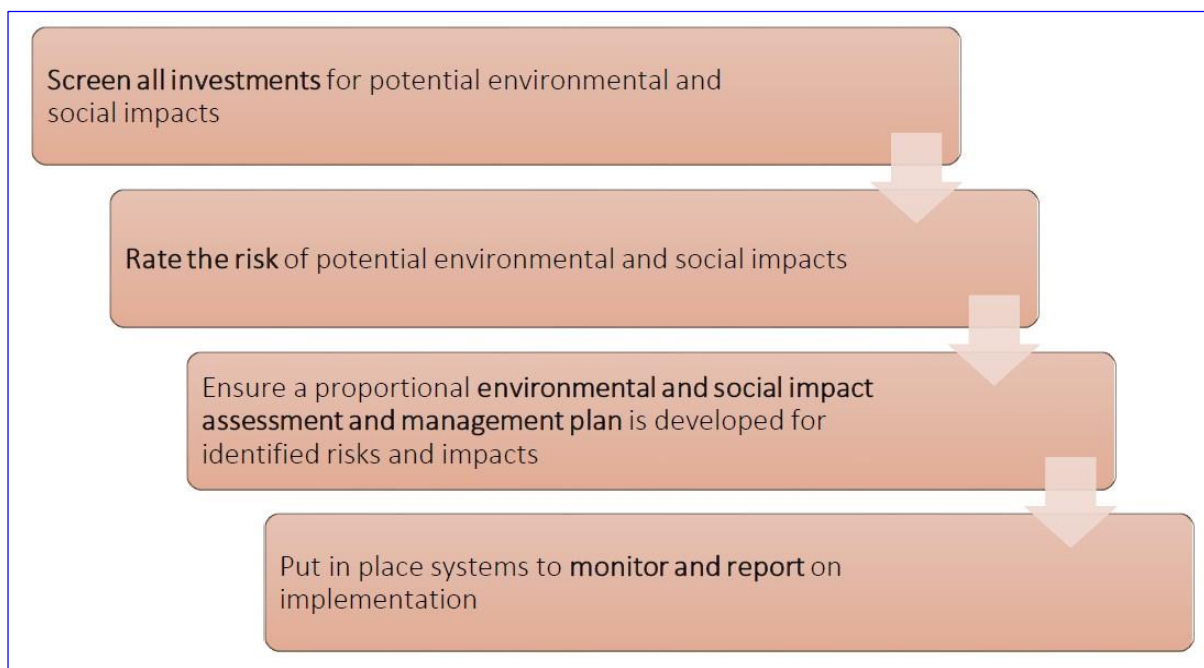 Screen all investments for potential environmental and
social impacts
Rate the risk of potential environmental and social impacts
Ensure a proportional environmental and social impact
assessment and management plan is developed for
identified risks and impacts
Put in place systems to monitor and report on
implementation